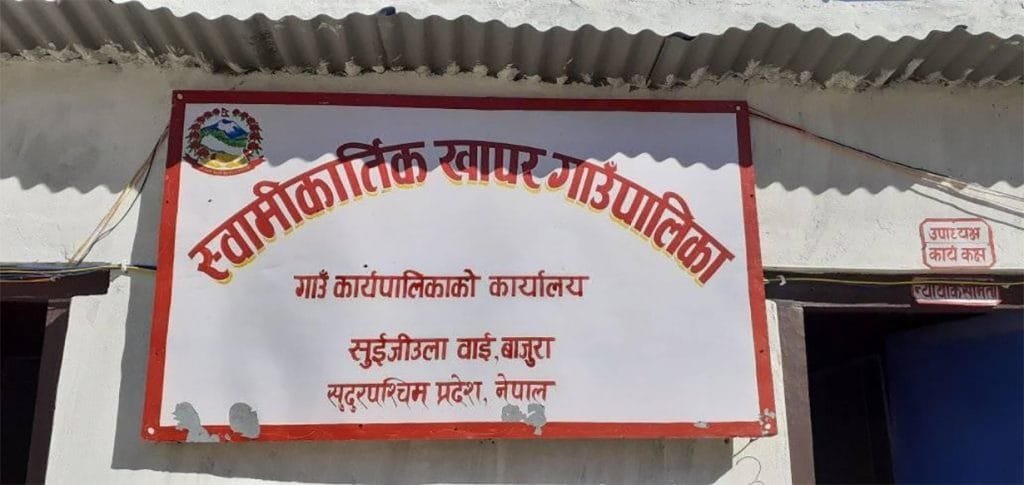 स्वामीकार्तिक खापर गाउँपालिका
गाउँ कार्यपालिकाको कार्यालय
सुईजीउला वाई, बाजुरा
सुदुरपश्चिम प्रदेश, नेपाल
उपाध्यक्ष
कार्य कक्ष